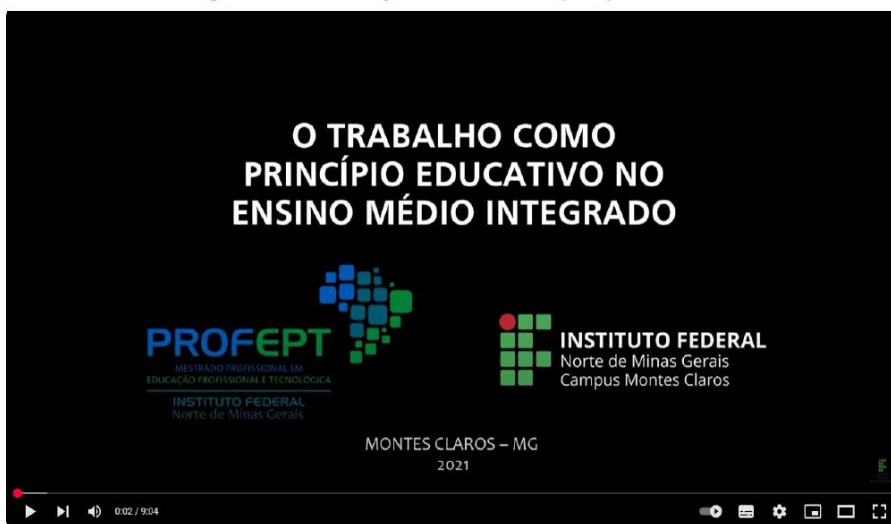 O TRABALHO COMO
PRINCÍPIO EDUCATIVO NO
ENSINO MÉDIO INTEGRADO
PROFEPT
MESTRADO PROFISSIONAL EM
EDUCAÇÃO PROFISSIONAL E TECNOLÓGICA
INSTITUTO FEDERAL
Norte de Minas Gerais
INSTITUTO FEDERAL
Norte de Minas Gerais
Campus Montes Claros
MONTES CLAROS – MG
2021
0:02 / 9:04